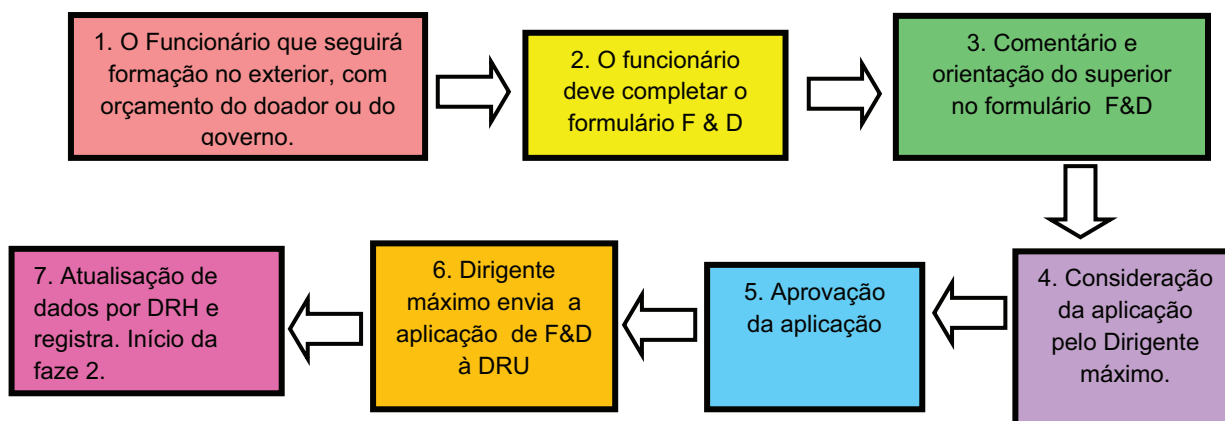 1. O Funcionário que seguirá
formação no exterior, com
orçamento do doador ou do
governo.
2. O funcionário
deve completar o
formulário F & D
3. Comentário e
orientação do superior
no formulário F&D
4. Consideração
da aplicação
pelo Dirigente
máximo.
5. Aprovação
da aplicação
6. Dirigente
máximo envia a
aplicação de F&D
à DRU
7. Atualisação de
dados por DRH e
registra. Início da
faze 2.